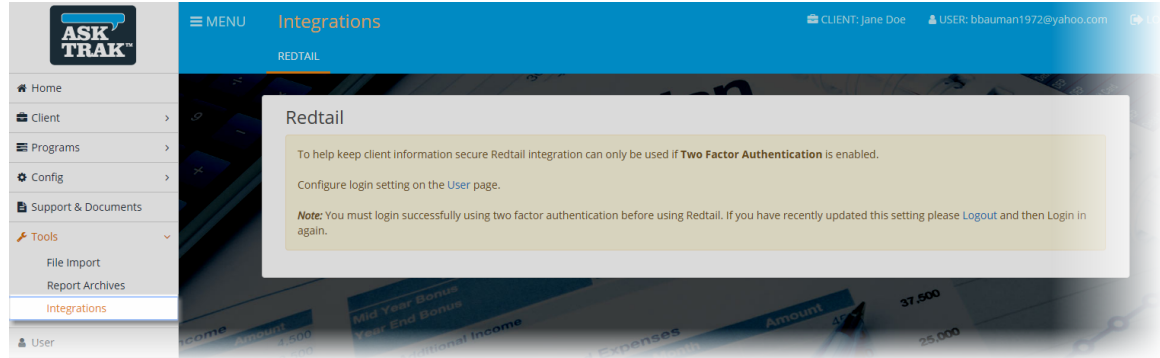 ASK
TRAK™
MENU
Integrations
CLIENT: Jane Doe
USER: bbauman1972@yahoo.com
REDTAIL
Home
Client
Programs
Config
Support & Documents
Tools
File Import
Report Archives
Integrations
User
Redtail
To help keep client information secure Redtail integration can only be used if Two Factor Authentication is enabled.
Configure login setting on the User page.
Note: You must login successfully using two factor authentication before using Redtail. If you have recently updated this setting please Logout and then Login in
again.
Mid Year Bonus
Year End Bonus
Additional Income
Amount
4,500
Expenses
Amount
37,500
25,000